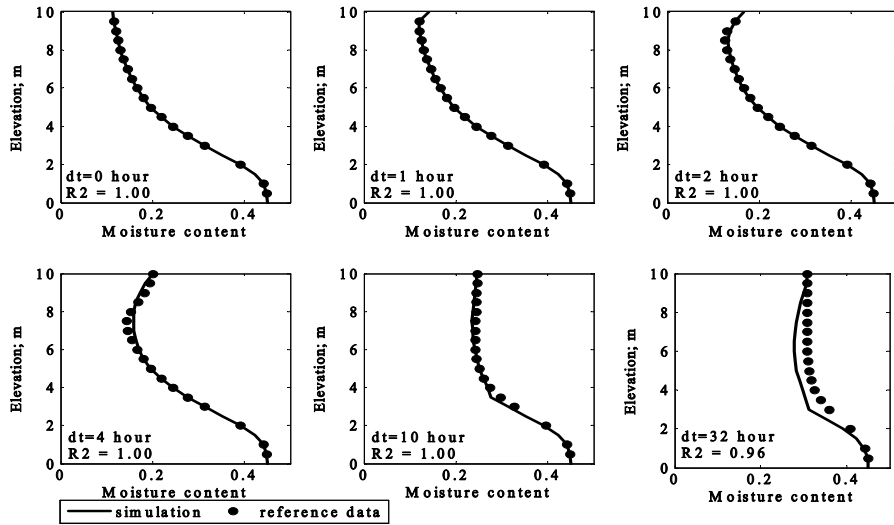 10
8
6
4
2
0
Elevation; m
dt=0 hour
R2 = 1.00
0
0.2
0.4
Moisture content
10
8
6
4
2
0
Elevation; m
dt=1 hour
R2 = 1.00
0
0.2
0.4
Moisture content
10
8
6
4
2
0
Elevation; m
dt=2 hour
R2 = 1.00
0
0.2
0.4
Moisture content
10
8
6
4
2
0
Elevation; m
dt=4 hour
R2 = 1.00
0
0.2
0.4
Moisture content
10
8
6
4
2
0
Elevation; m
dt=10 hour
R2 = 1.00
0
0.2
0.4
Moisture content
10
8
6
4
2
0
Elevation; m
dt=32 hour
R2 = 0.96
0
0.2
0.4
Moisture content
simulation
reference data